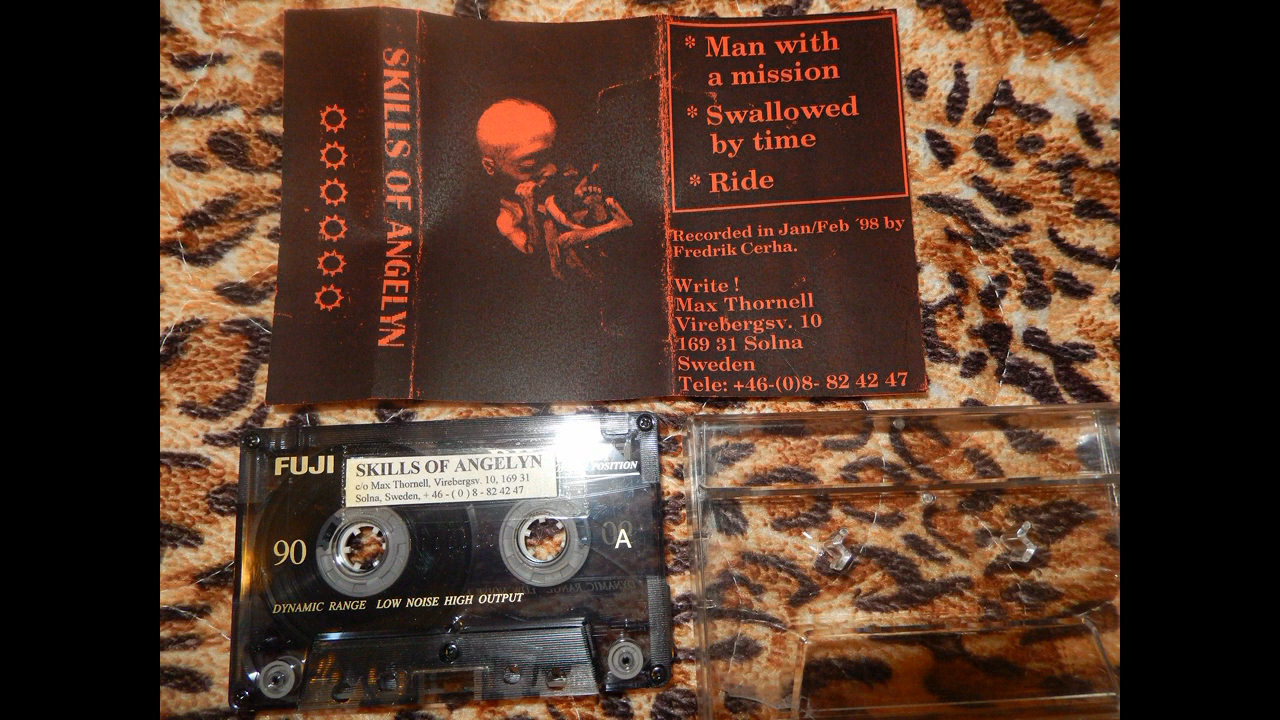 SKILLS OF ANGELYN
* Man with
a mission
* Swallowed
by time
* Ride
Recorded in Jan/Feb ´98 by
Fredrik Cerha.
Write !
Max Thornell
Virebergsv. 10
169 31 Solna
Sweden
Tele: +46-(0)8- 82 42 47
FUJI
SKILLS OF ANGELYN
c/o Max Thornell, Virebergsv. 10, 169 31
Solna, Sweden, + 46 - ( 0 ) 8 - 82 42 47
POSITION
90
A
DYNAMIC RANGE LOW NOISE HIGH OUTPUT